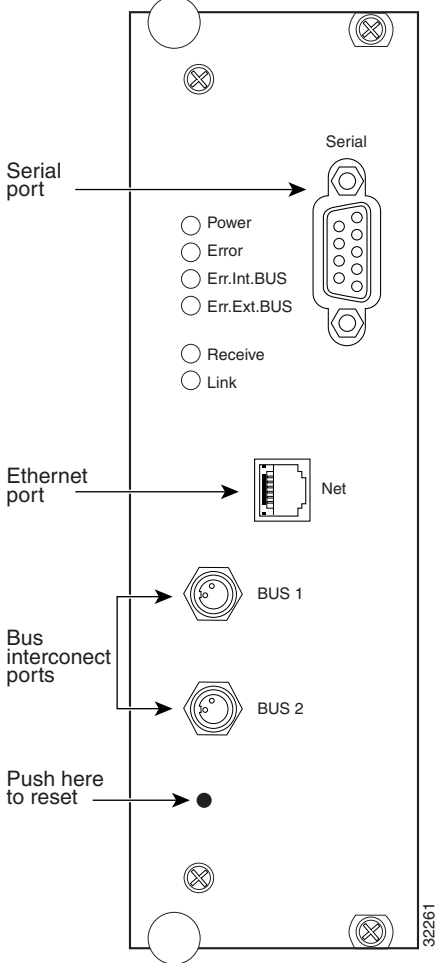 Serial
Serial
port
Power
Error
Err.Int.BUS
Err.Ext.BUS
Receive
Link
Ethernet
port
Net
BUS 1
Bus
interconect
ports
BUS 2
Push here
to reset
32261